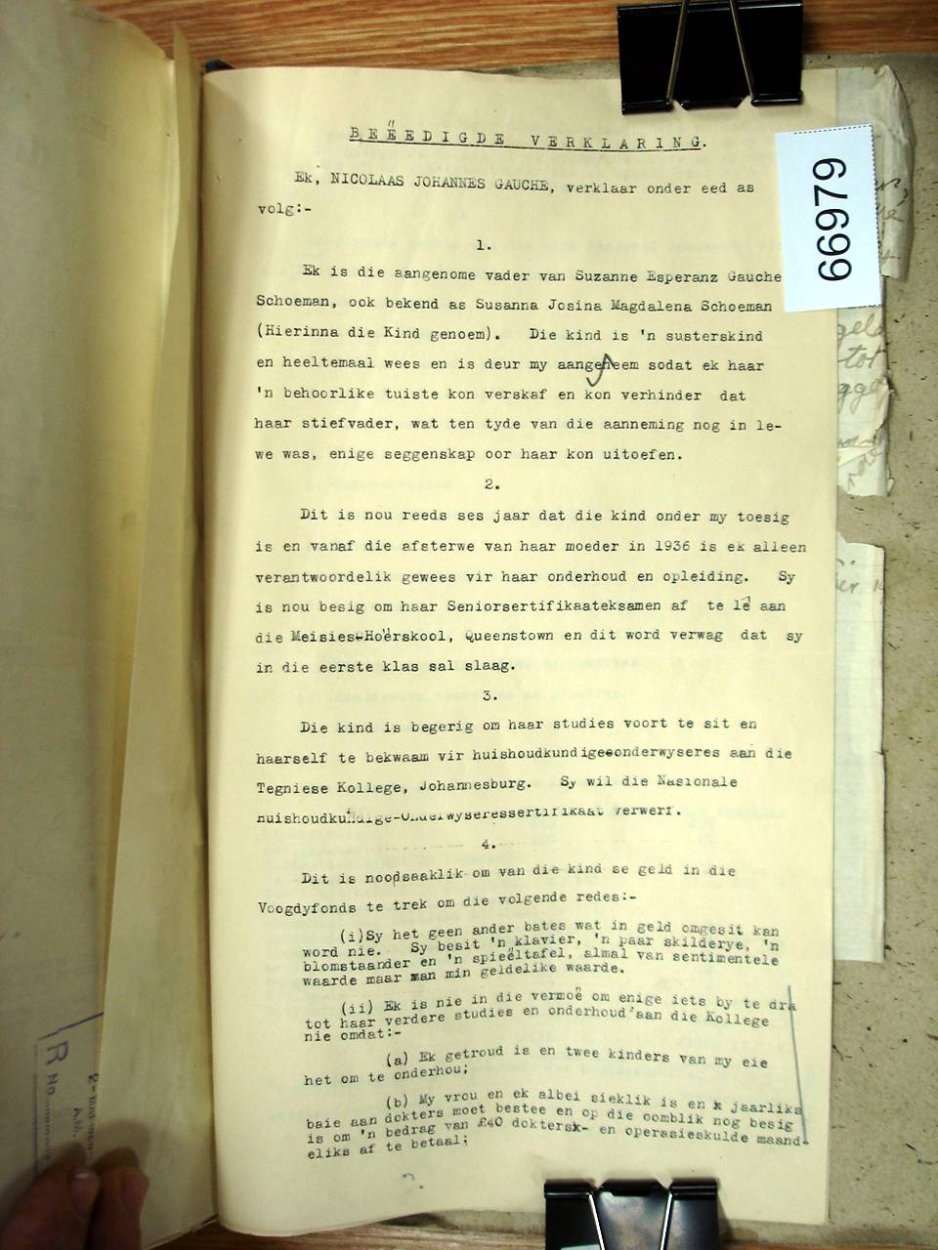 BEËEDIGDE VERKLARING.
Ek, NICOLAAS JOHANNES GAUCHE, verklaar onder eed as
volg:-
1.
Ek is die aangenome vader van Suzanne Esperanz Gauche
Schoeman, ook bekend as Susanna Josina Magdalena Schoeman
(Hierinna die Kind genoem). Die kind is 'n susterskind
en heeltemaal wees en is deur my aangeneem sodat ek haar
'n behoorlike tuiste kon verskaf en kon verhinder dat
haar stiefvader, wat ten tyde van die aanneming nog in le-
we was, enige seggenskap oor haar kon uitoefen.
2.
Dit is nou reeds ses jaar dat die kind onder my toesig
is en vanaf die afsterwe van haar moeder in 1936 is ek alleen
verantwoordelik gewees vir haar onderhoud en opleiding. Sy
is nou besig om haar Seniorsertifikaateksamen af te lê aan
die Meisies-Hoërskool, Queenstown en dit word verwag dat sy
in die eerste klas sal slaag.
3.
Die kind is begerig om haar studies voort te sit en
haarself te bekwaam vir huishoudkundigeonderwyseres aan die
Tegniese Kollege, Johannesburg. Sy wil die Nasionale
Huishoudkundige-Onderwyseressertifikaat verwerf.
4.
Dit is noodsaaklik om van die kind se geld in die
Voogdyfonds te trek om die volgende redes:-
(i)Sy het geen ander bates wat in geld omgesit kan
word nie. Sy besit 'n klavier, 'n paar skilderye, 'n
blomstaander en 'n spieëltafel, almal van sentimentele
waarde maar van min geldelike waarde.
(ii) Ek is nie in die vermoë om enige iets by te dra
tot haar verdere studies en onderhoud aan die Kollege
nie omdat:-
(a) Ek getroud is en twee kinders van my eie
het om te onderhou;
(b) My vrou en ek albei sieklik is en x jaarliks
baie aan dokters moet bestee en op die oomblik nog besig
is om 'n bedrag van £40 doktersk- en operasieskulde maand-
eliks af te betaal;
66979
geld
tot
R No